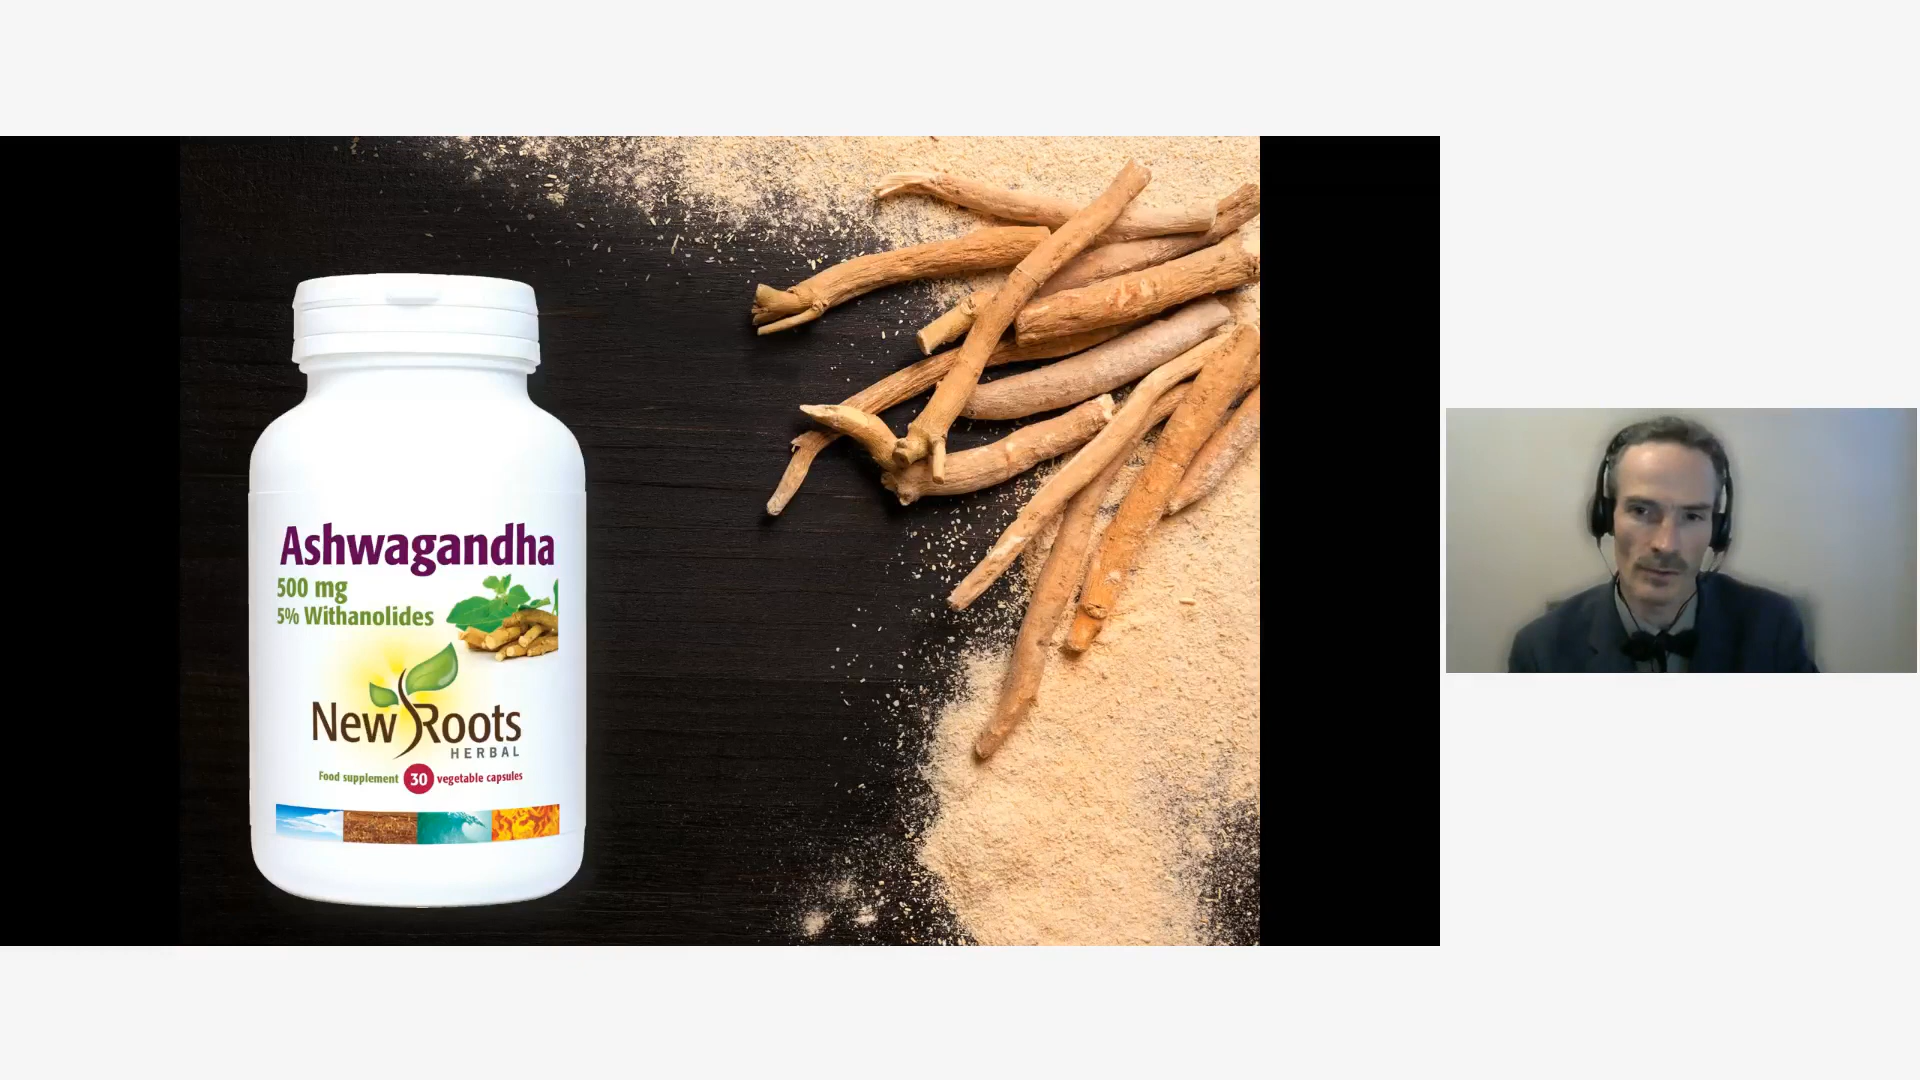 Ashwagandha
500 mg
5% Withanolides
New Roots
HERBAL
Food supplement 30 vegetable capsules